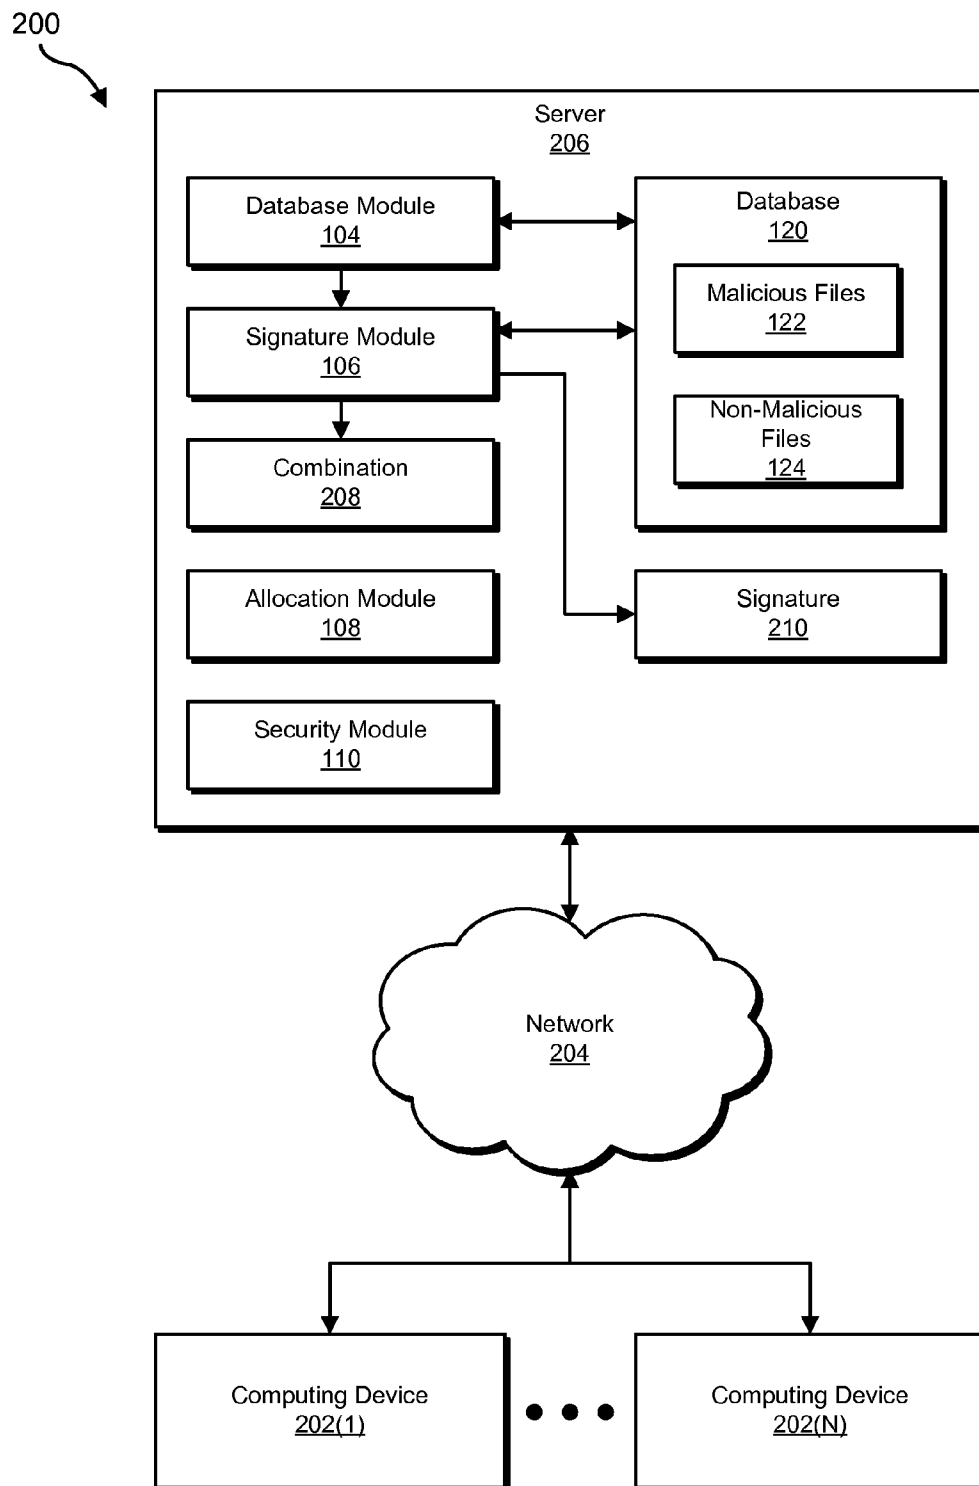 200
Server
206
Database Module
104
Database
120
Malicious Files
122
Signature Module
106
Non-Malicious
Files
124
Combination
208
Allocation Module
108
Signature
210
Security Module
110
Network
204
Computing Device
202(1)
Computing Device
202(N)